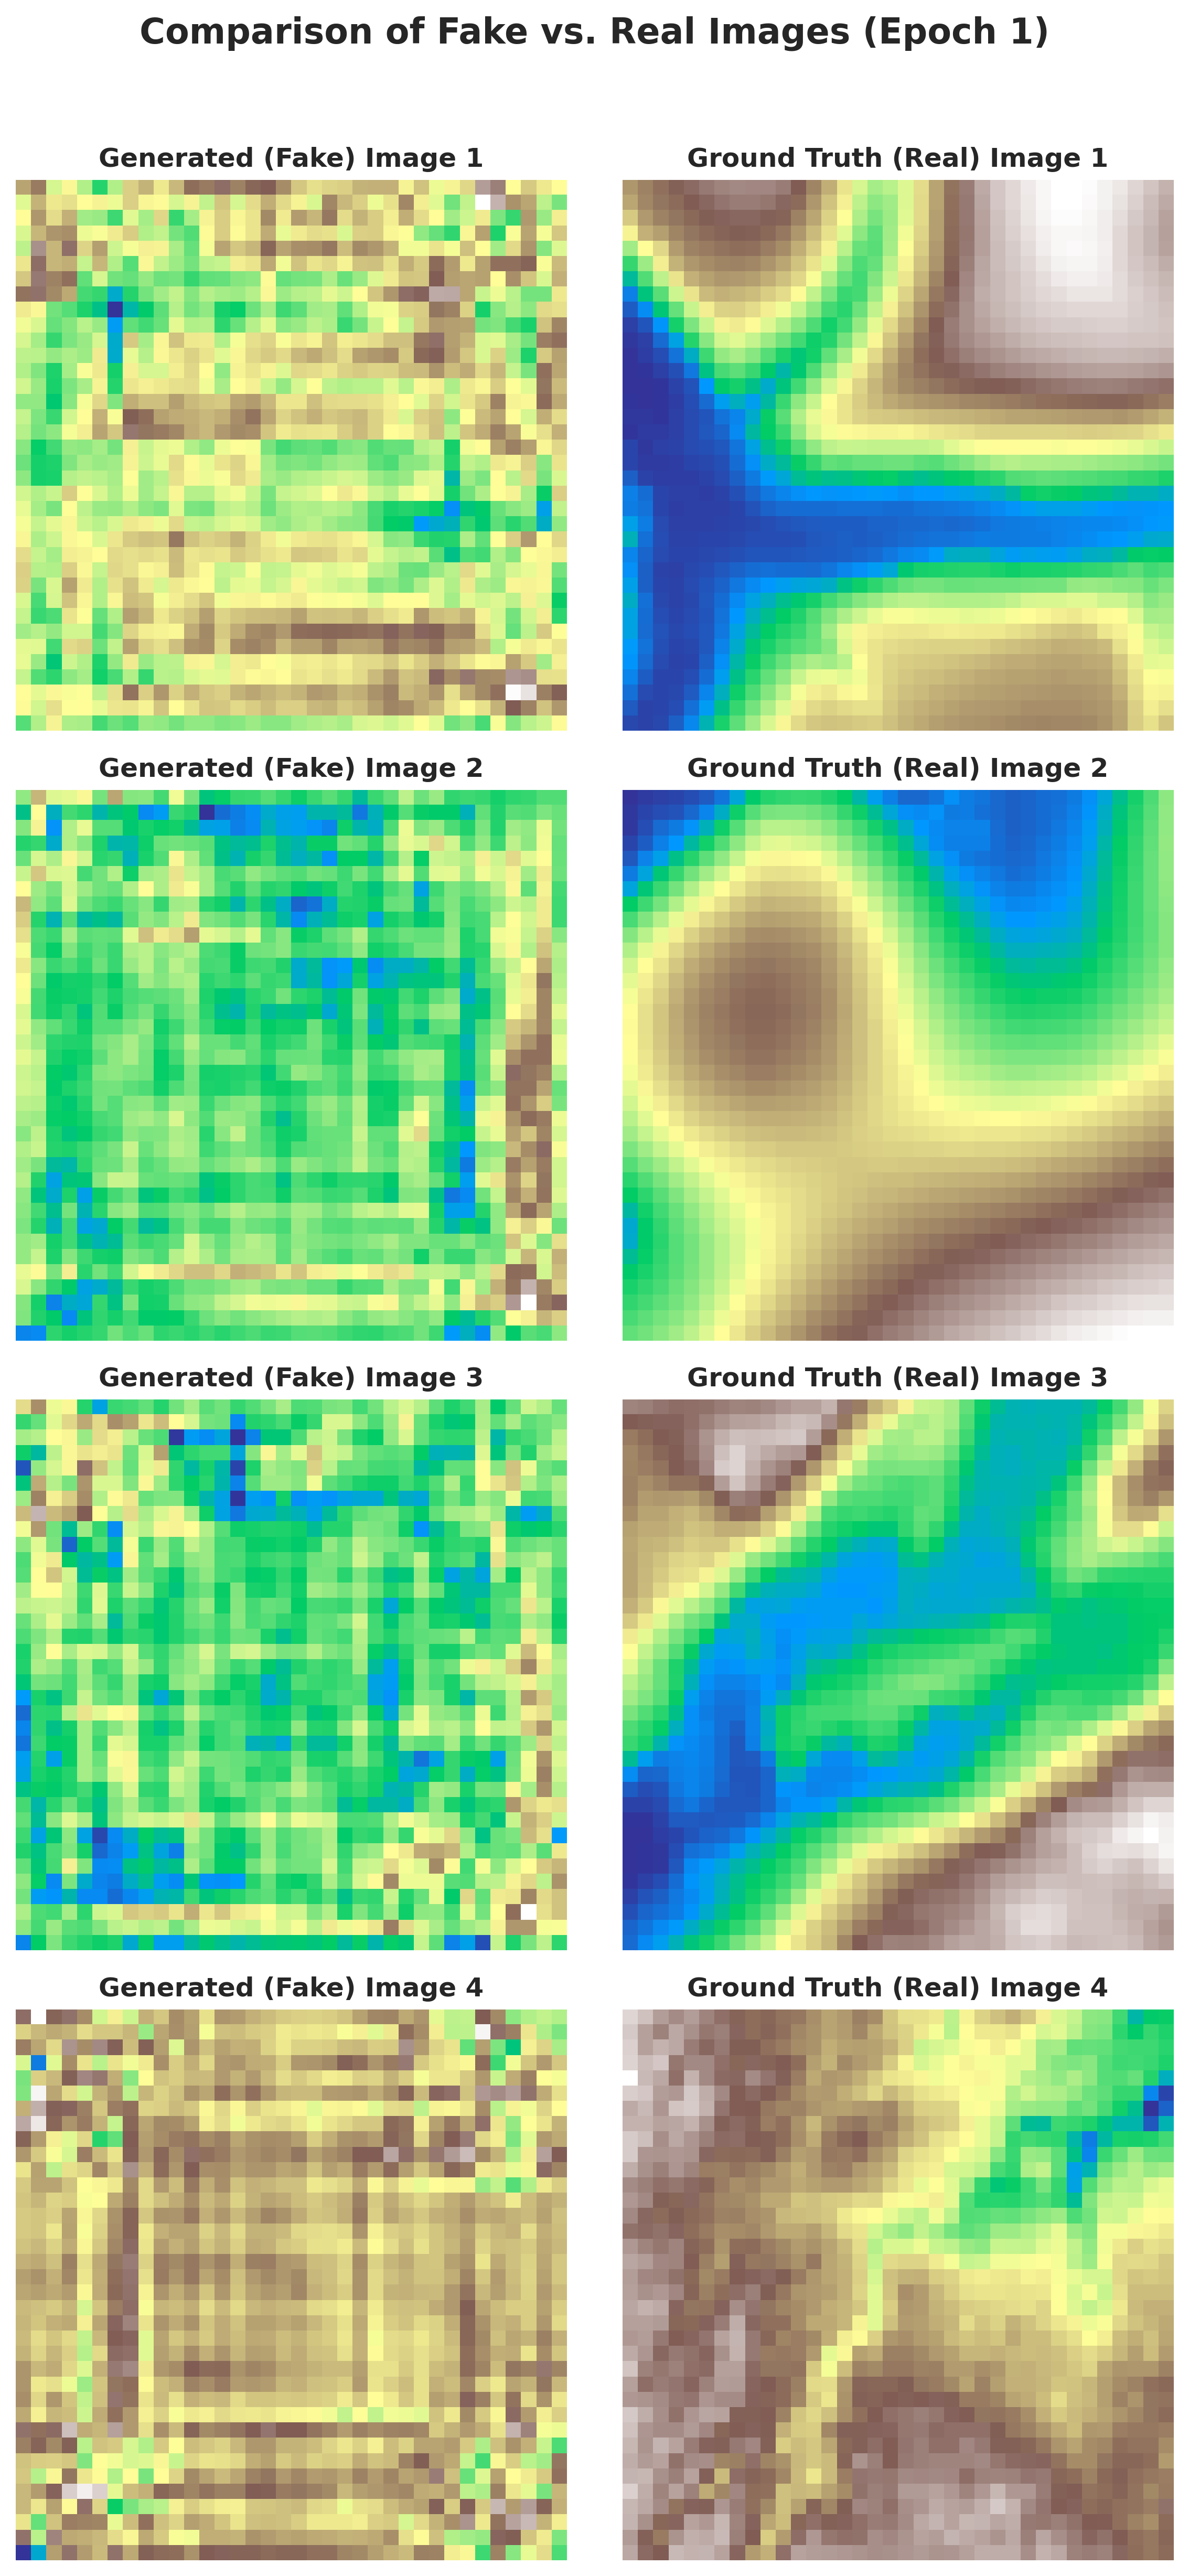 Comparison of Fake vs. Real Images (Epoch 1)
Generated (Fake) Image 1
Ground Truth (Real) Image 1
Generated (Fake) Image 2
Ground Truth (Real) Image 2
Generated (Fake) Image 3
Ground Truth (Real) Image 3
Generated (Fake) Image 4
Ground Truth (Real) Image 4